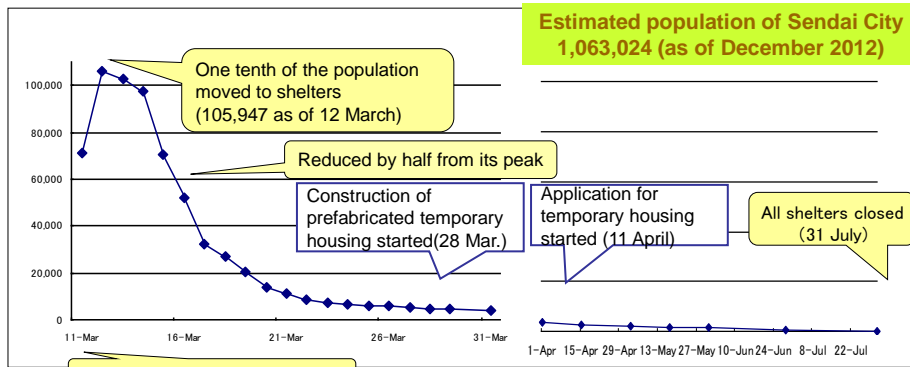 Estimated population of Sendai City
1,063,024 (as of December 2012)
One tenth of the population
moved to shelters
(105,947 as of 12 March)
Reduced by half from its peak
Construction of
prefabricated temporary
housing started(28 Mar.)
Application for
temporary housing
started (11 April)
All shelters closed
(31 July)
100,000
80,000
60,000
40,000
20,000
0
11-Mar 16-Mar 21-Mar 26-Mar 31-Mar
1-Apr 15-Apr 29-Apr 13-May 27-May 10-Jun 24-Jun 8-Jul 22-Jul